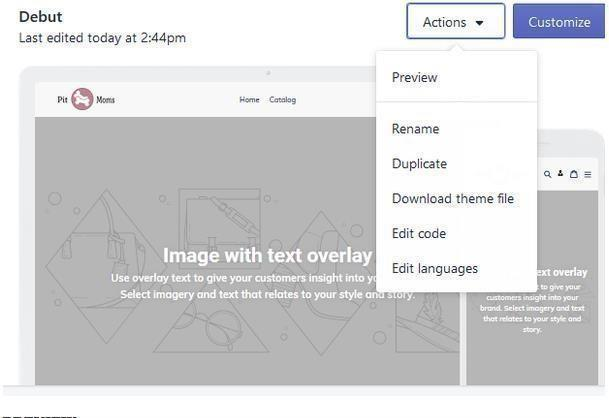 Debut
Actions
Customize
Last edited today at 2:44pm
Preview
Pit Moms
Home Catalog
Rename
Duplicate
Download theme file
Edit code
Edit languages
Image with text overlay
Use overlay text to give your customers insight into
Select imagery and text that relates to your style and story.
text overlay
to give your
customers insight into your
brand. Select imagery and text
that relates to your style and
story.